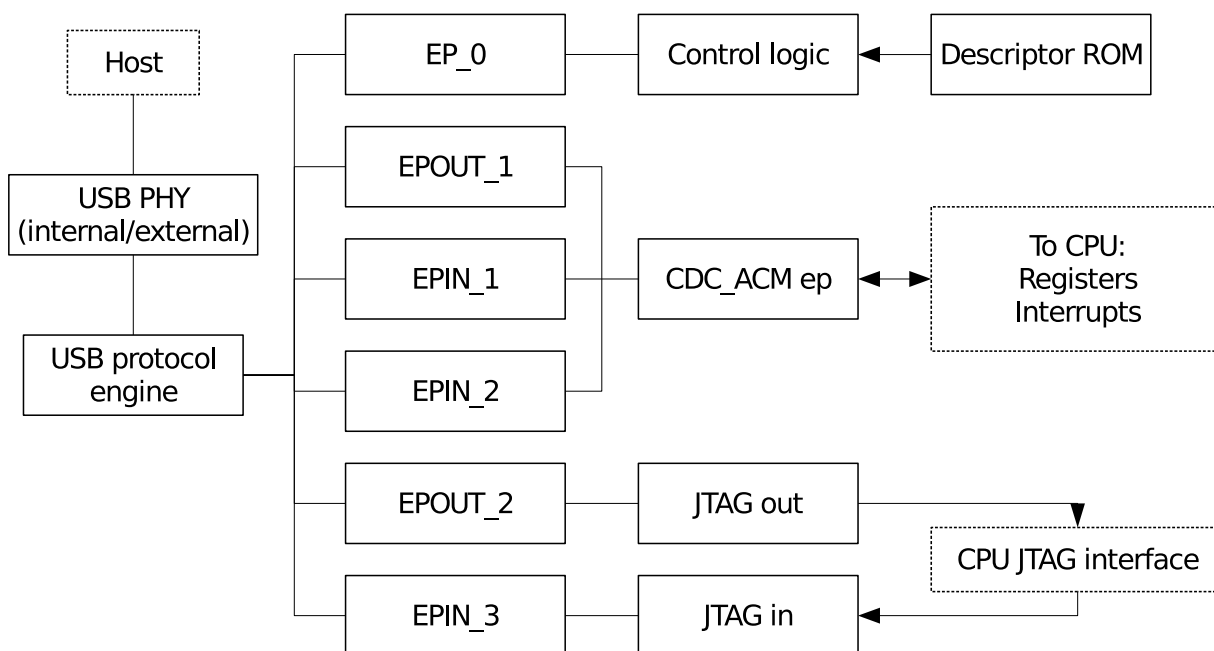 Host
EP_0
Control logic
Descriptor ROM
EPOUT_1
USB PHY
(internal/external)
EPIN_1
CDC_ACM ep
To CPU:
Registers
Interrupts
USB protocol
engine
EPIN_2
EPOUT_2
JTAG out
CPU JTAG interface
EPIN_3
JTAG in